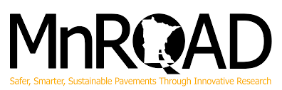 MnROAD
Safer, Smarter, Sustainable Pavements Through Innovative Research